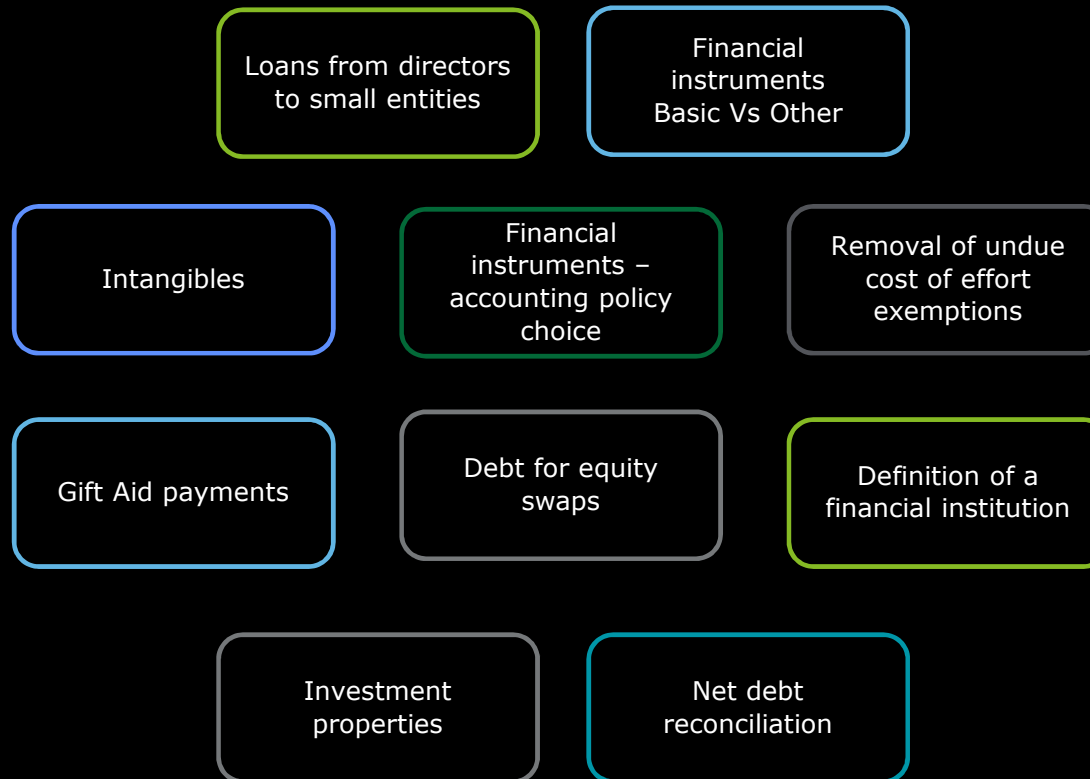 Loans from directors
to small entities
Financial
instruments
Basic Vs Other
Intangibles
Financial
instruments –
accounting policy
choice
Removal of undue
cost of effort
exemptions
Gift Aid payments
Debt for equity
swaps
Definition of a
financial institution
Investment
properties
Net debt
reconciliation